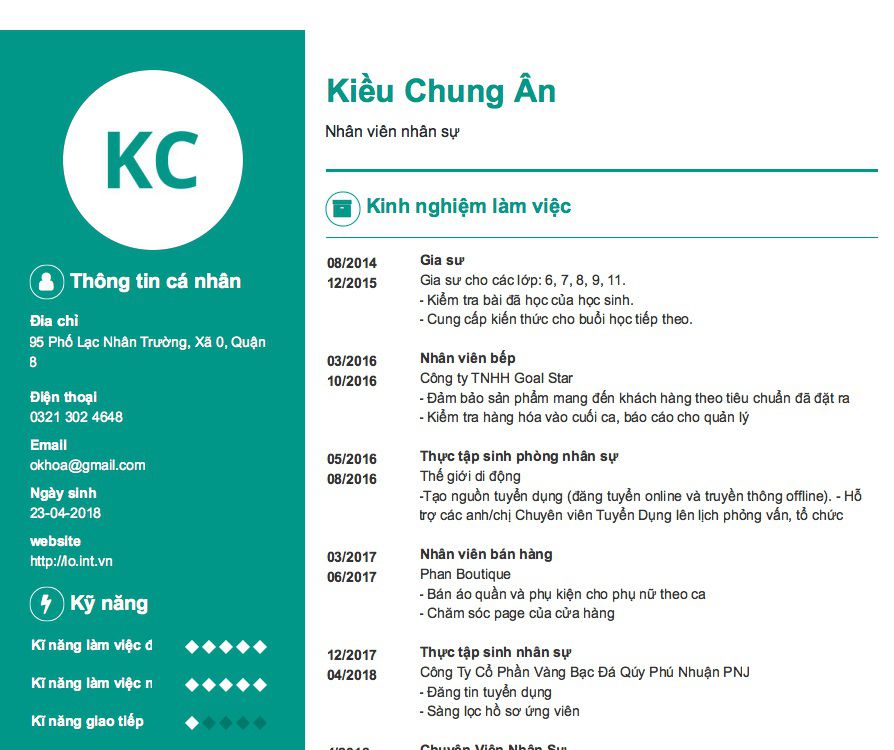 KC
Thông tin cá nhân
Địa chỉ
95 Phố Lạc Nhân Trường, Xã 0, Quận
8
Điện thoại
0321 302 4648
Email
okhoa@gmail.com
Ngày sinh
23-04-2018
website
http://lo.int.vn
Kỹ năng
Kĩ năng làm việc
Kĩ năng làm việc
Kĩ năng giao tiếp
Kiều Chung Ân
Nhân viên nhân sự
Kinh nghiệm làm việc
08/2014
12/2015
Gia sư
Gia sư cho các lớp: 6, 7, 8, 9, 11.
- Kiểm tra bài đã học của học sinh.
- Cung cấp kiến thức cho buổi học tiếp theo.
03/2016
10/2016
Nhân viên bếp
Công ty TNHH Goal Star
- Đảm bảo sản phẩm mang đến khách hàng theo tiêu chuẩn đã đặt ra
- Kiểm tra hàng hóa vào cuối ca, báo cáo cho quản lý
05/2016
08/2016
Thực tập sinh phòng nhân sự
Thế giới di động
-Tạo nguồn tuyển dụng (đăng tuyển online và truyền thông offline). - Hỗ
trợ các anh/chị Chuyên viên Tuyển Dụng lên lịch phỏng vấn, tổ chức
03/2017
06/2017
Nhân viên bán hàng
Phan Boutique
- Bán áo quần và phụ kiện cho phụ nữ theo ca
- Chăm sóc page của cửa hàng
12/2017
04/2018
Thực tập sinh nhân sự
Công Ty Cổ Phần Vàng Bạc Đá Qúy Phú Nhuận PNJ
- Đăng tin tuyển dụng
- Sàng lọc hồ sơ ứng viên
Chuyên Viên Nhân Sự